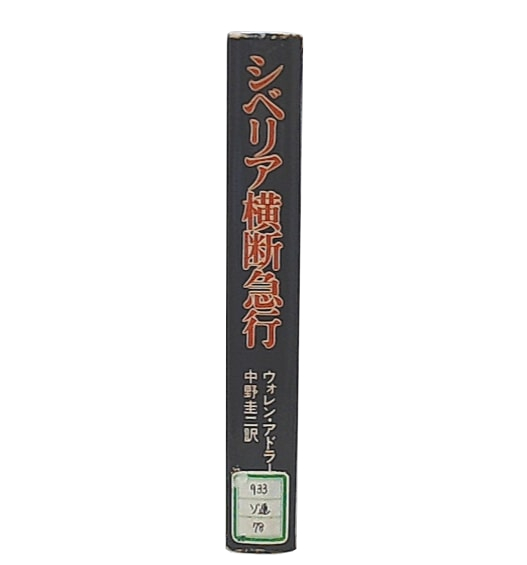 シベリア横断急行
ウォレン・アドラー
中野圭二訳
933
ソ連
78